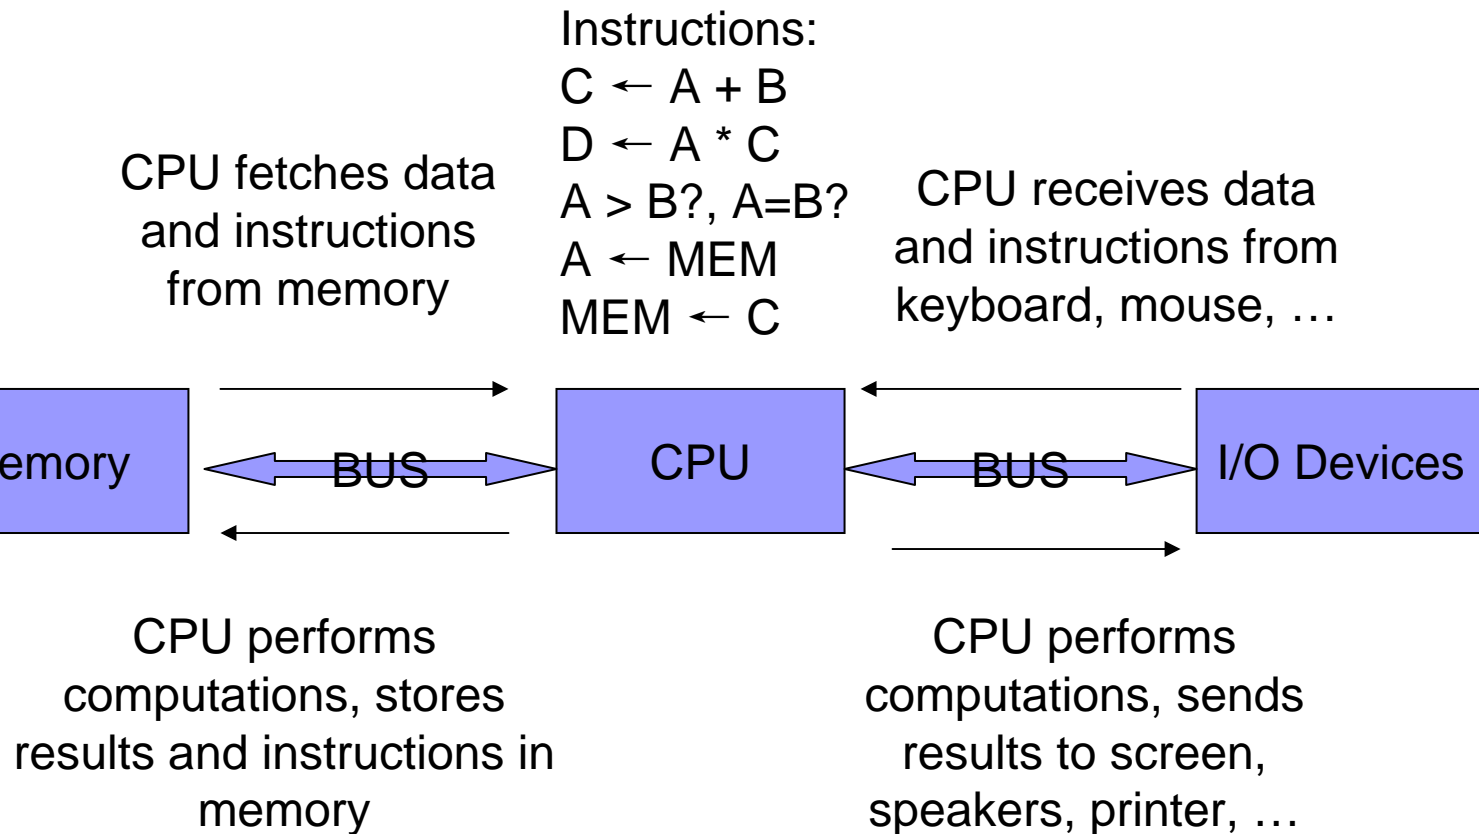 Instructions:
C ← A + B
D ← A * C
A > B?, A=B?
A ← MEM
MEM ← C
CPU fetches data
and instructions
from memory
CPU receives data
and instructions from
keyboard, mouse, …
emory
BUS
CPU
BUS
I/O Devices
CPU performs
computations, stores
results and instructions in
memory
CPU performs
computations, sends
results to screen,
speakers, printer, …